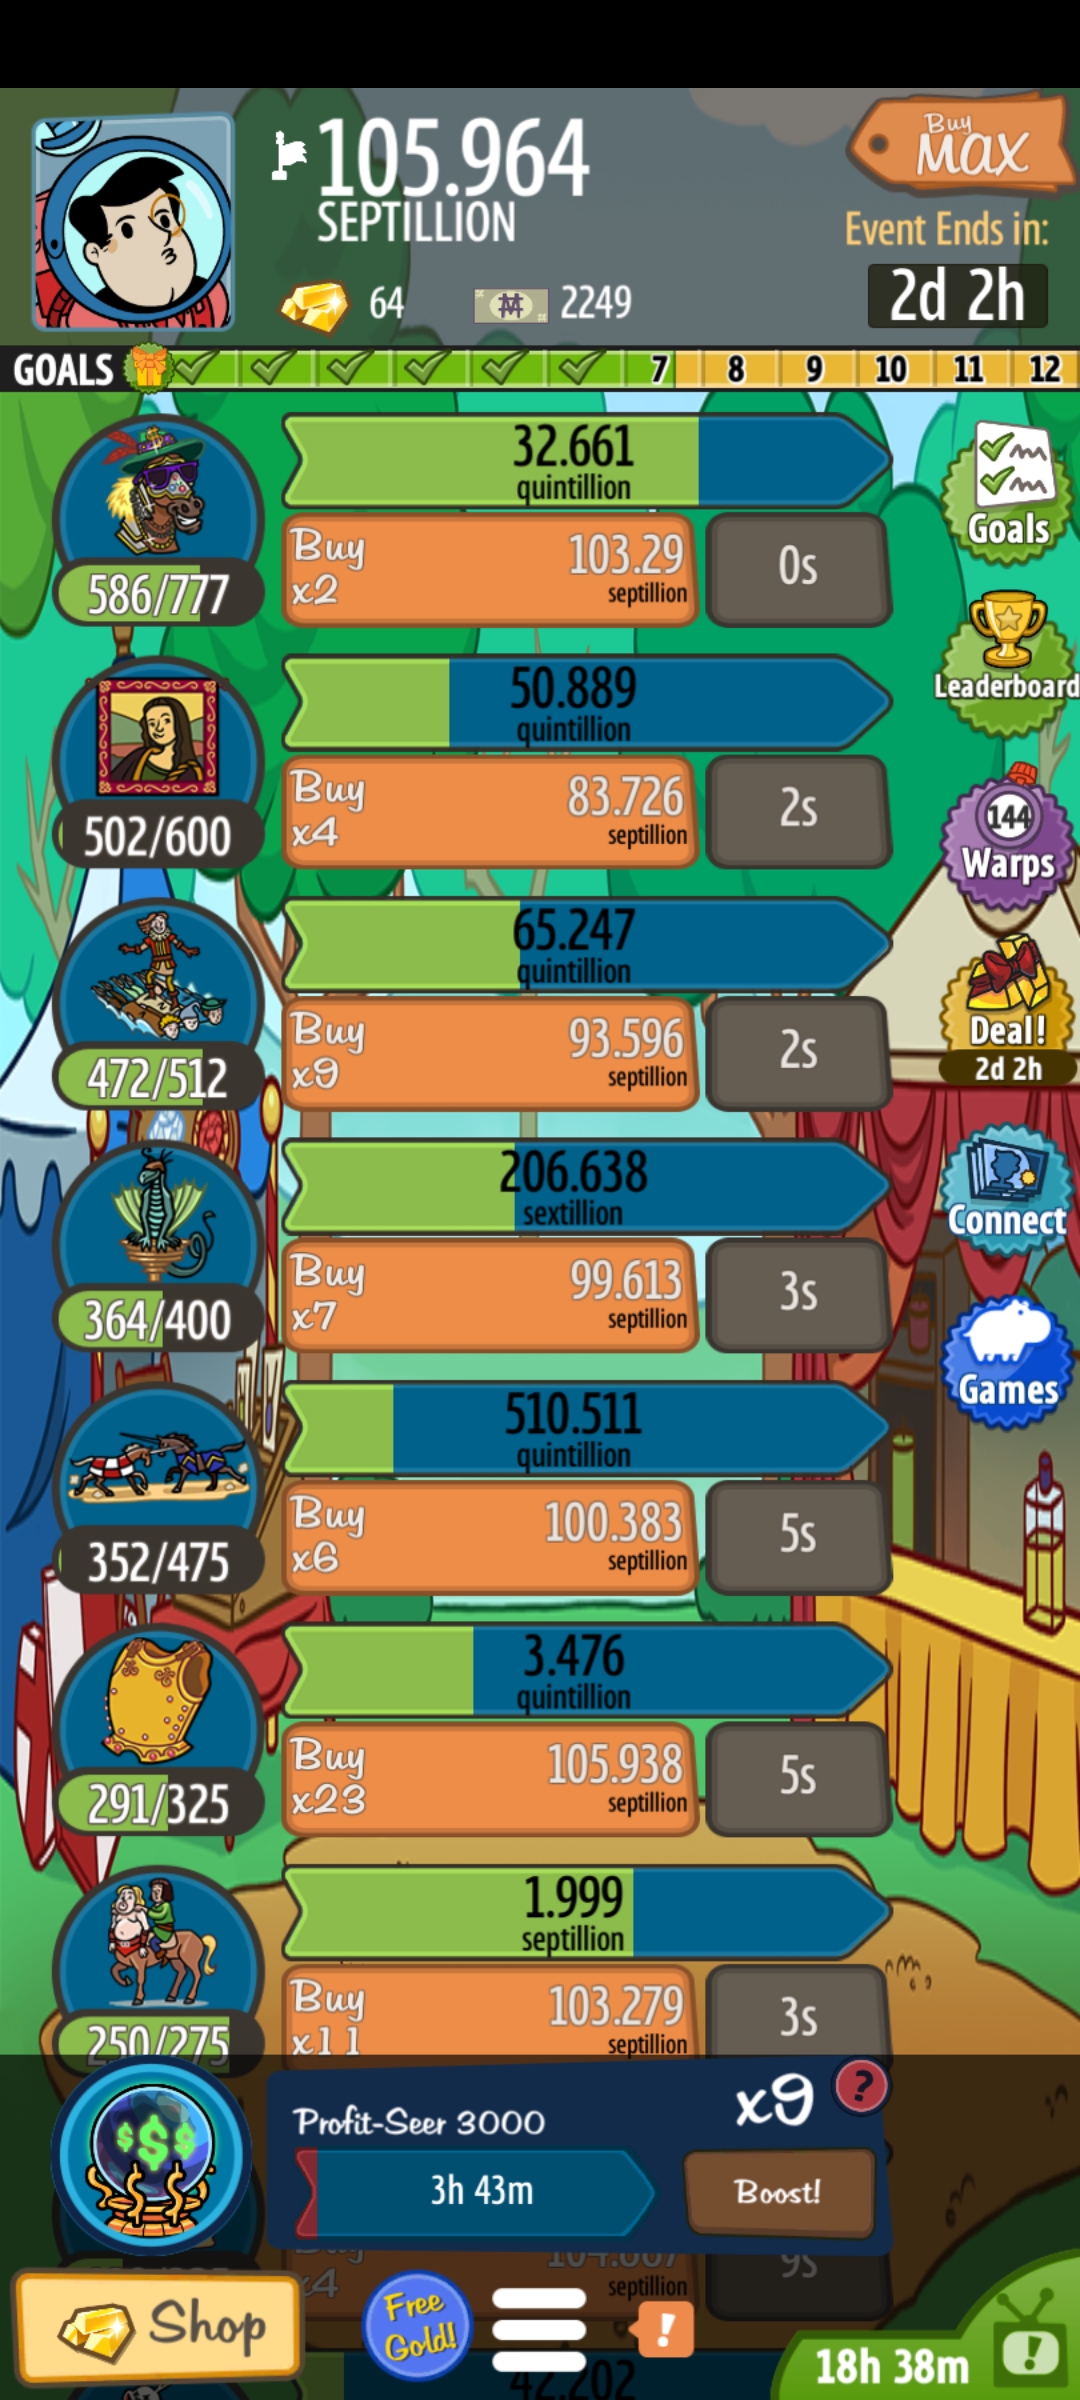 105.964
SEPTILLION
Buy
MAX
Event Ends in:
64
2249
2d 2h
GOALS
7 8 9 10 11 12
32.661
quintillion
Buy
x2
103.29
septillion
0s
586/777
Goals
50.889
quintillion
Buy
x4
83.726
septillion
2s
502/600
Leaderboard
144
Warps
65.247
quintillion
Buy
x9
93.596
septillion
2s
472/512
Deal!
2d 2h
206.638
sextillion
Buy
x7
99.613
septillion
3s
364/400
Connect
510.511
quintillion
Buy
x6
100.383
septillion
5s
352/475
Games
3.476
quintillion
Buy
x23
105.938
septillion
5s
291/325
1.999
septillion
Buy
x11
103.279
septillion
3s
250/275
$$$
Profit-Seer 3000
x9
?
3h 43m
Boost!
x4
septillion
9s
Shop
Free
Gold!
!
18h 38m
!
42.202